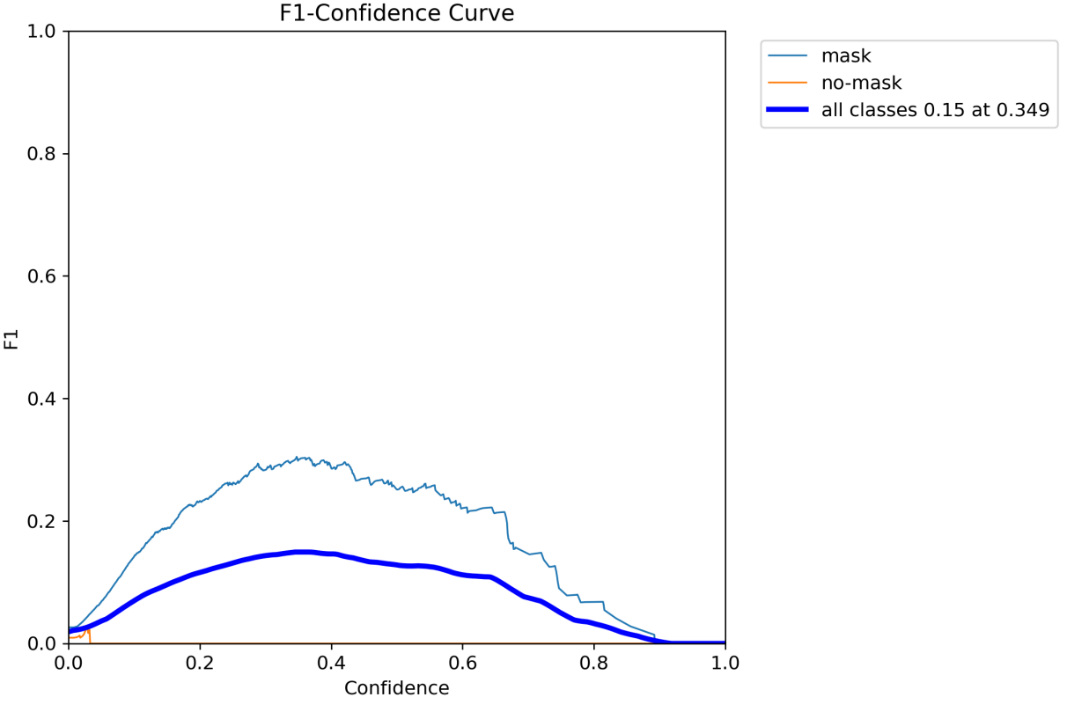 F1-Confidence Curve
1.0
0.8
0.6
0.4
0.2
0.0
F1
0.0 0.2 0.4 0.6 0.8 1.0
Confidence
mask
no-mask
all classes 0.15 at 0.349